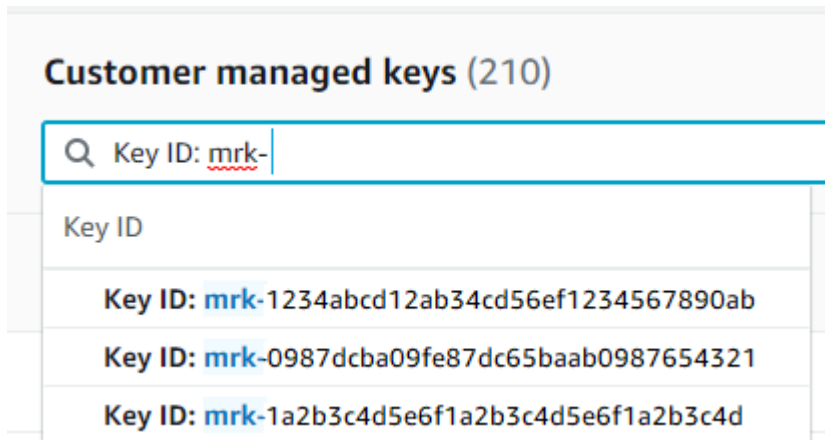 Customer managed keys (210)
Key ID: mrk-
Key ID
Key ID: mrk-1234abcd12ab34cd56ef1234567890ab
Key ID: mrk-0987dcba09fe87dc65baab0987654321
Key ID: mrk-1a2b3c4d5e6f1a2b3c4d5e6f1a2b3c4d